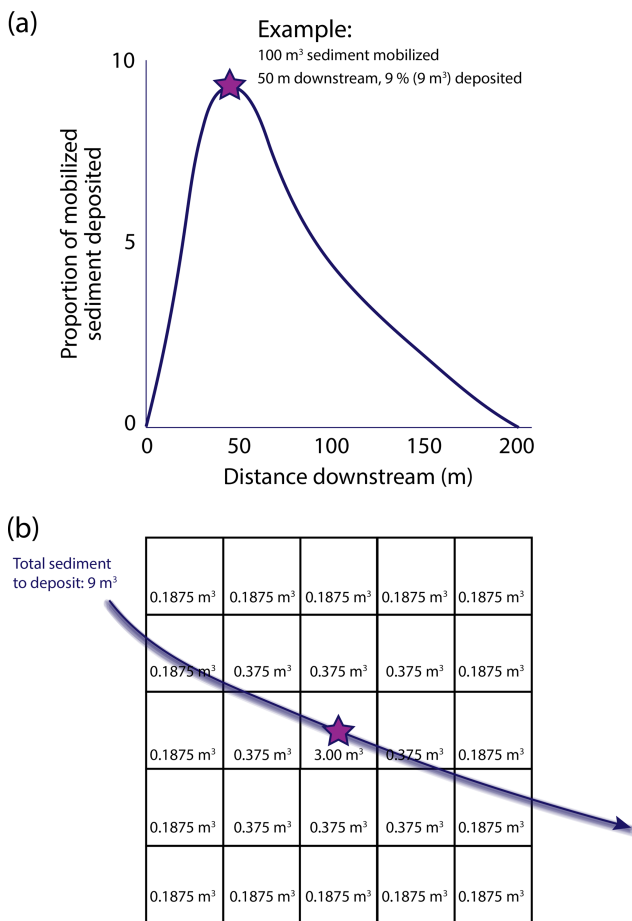 (a)
Example:
100 m³ sediment mobilized
50 m downstream, 9 % (9 m³) deposited
Proportion of mobilized
sediment deposited
10
5
0
0 50 100 150 200
Distance downstream (m)
(b)
Total sediment
to deposit: 9 m³
0.1875 m³ 0.1875 m³ 0.1875 m³ 0.1875 m³ 0.1875 m³
0.1875 m³ 0.375 m³ 0.375 m³ 0.375 m³ 0.1875 m³
0.1875 m³ 0.375 m³ 3.00 m³ 0.375 m³ 0.1875 m³
0.1875 m³ 0.375 m³ 0.375 m³ 0.375 m³ 0.1875 m³
0.1875 m³ 0.1875 m³ 0.1875 m³ 0.1875 m³ 0.1875 m³